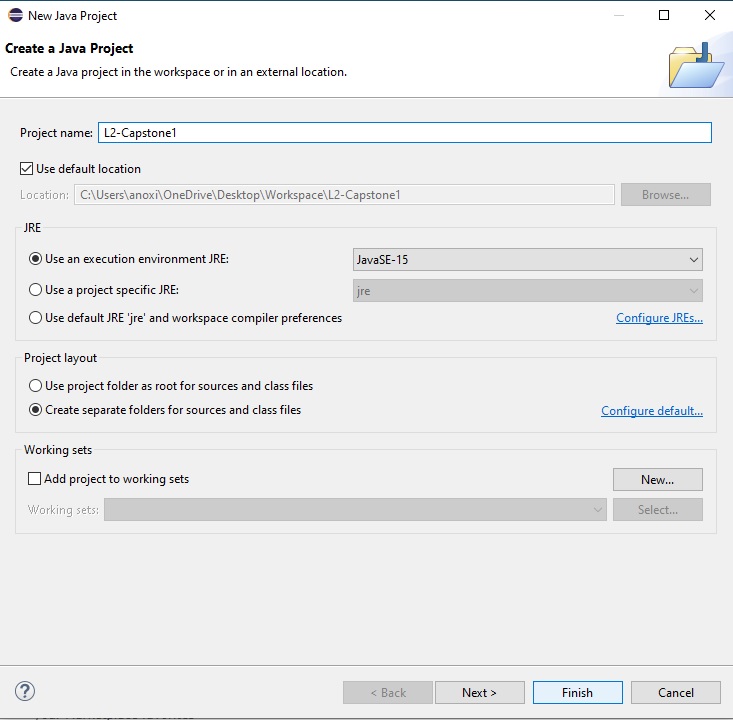 New Java Project
Create a Java Project
Create a Java project in the workspace or in an external location.
Project name: L2-Capstone1
Use default location
Location: C:\Users\anoxi\OneDrive\Desktop\Workspace\L2-Capstone1 Browse...
JRE
Use an execution environment JRE: JavaSE-15
Use a project specific JRE: jre
Use default JRE 'jre' and workspace compiler preferences Configure JREs...
Project layout
Use project folder as root for sources and class files
Create separate folders for sources and class files Configure default...
Working sets
Add project to working sets New...
Working sets: Select...
? < Back Next > Finish Cancel